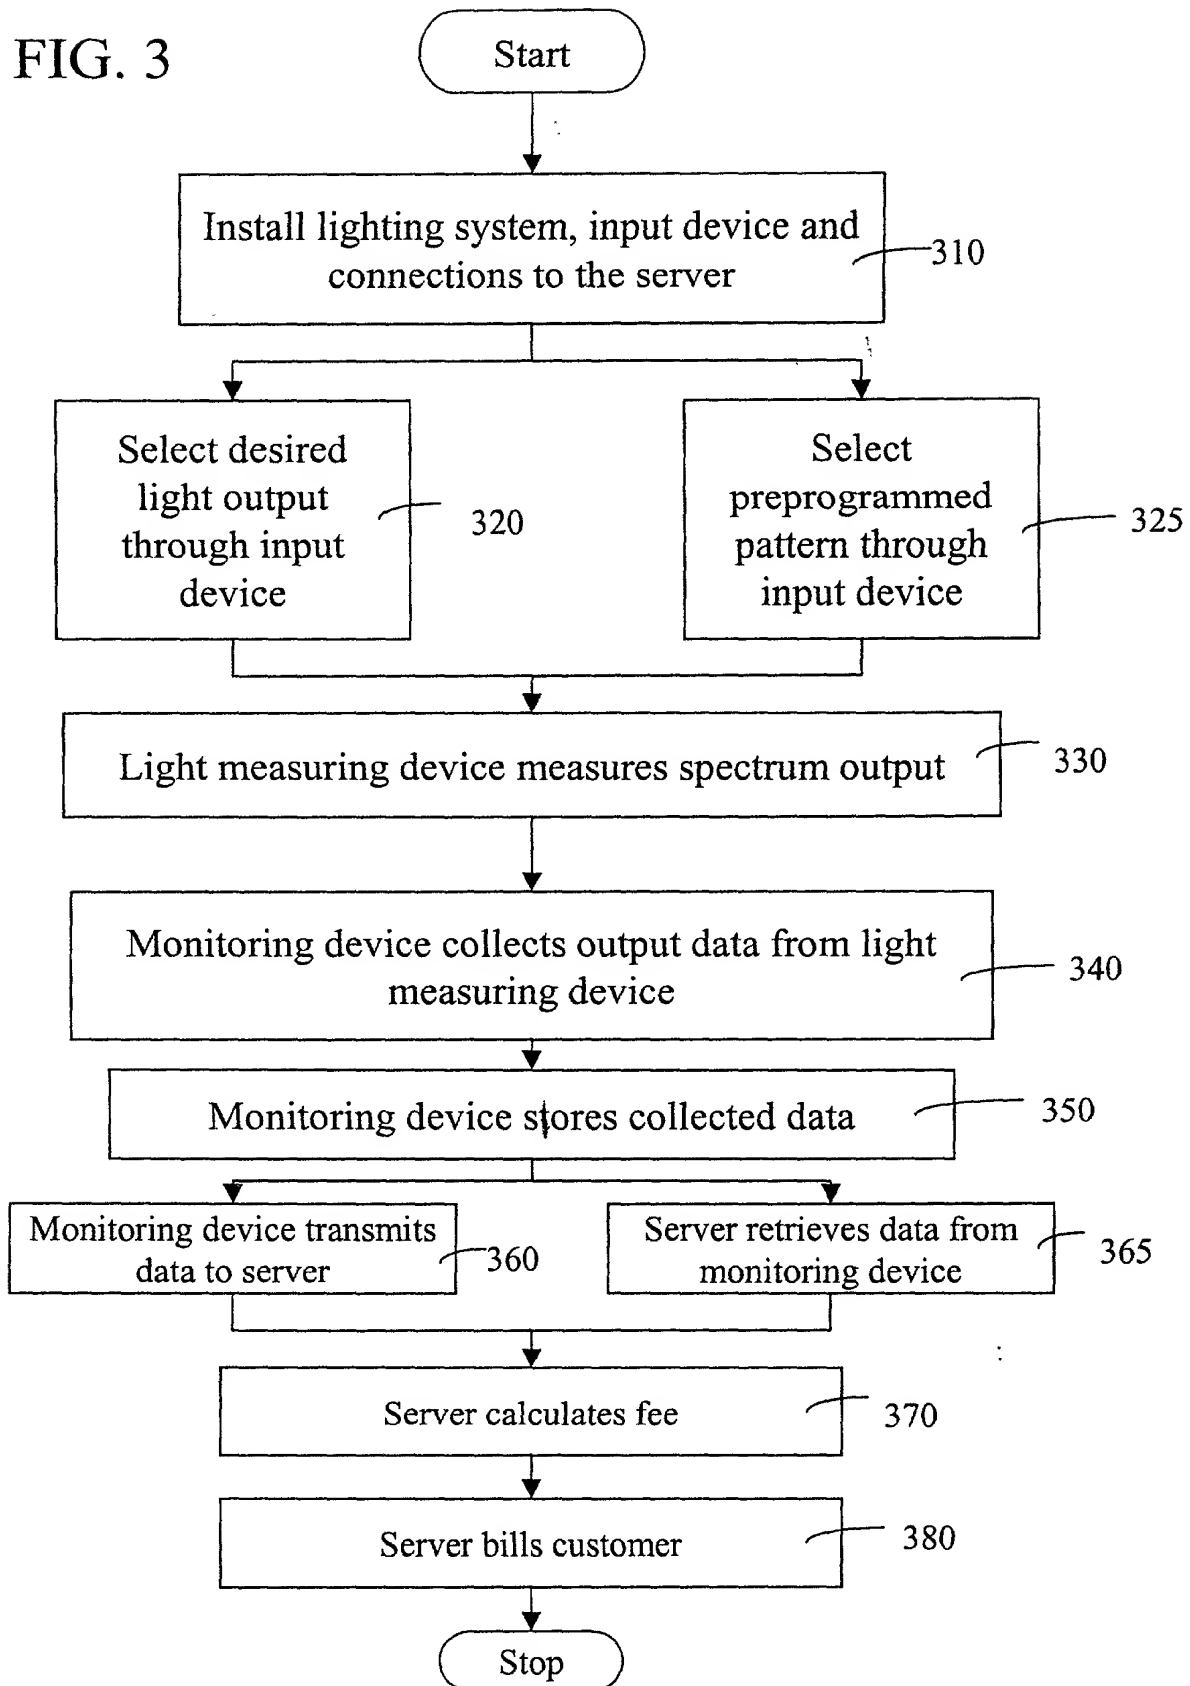 FIG. 3
Start
Install lighting system, input device and
connections to the server
310
Select desired
light output
through input
device
320
Select
preprogrammed
pattern through
input device
325
Light measuring device measures spectrum output
330
Monitoring device collects output data from light
measuring device
340
Monitoring device stores collected data
350
Monitoring device transmits
data to server
360
Server retrieves data from
monitoring device
365
Server calculates fee
370
Server bills customer
380
Stop